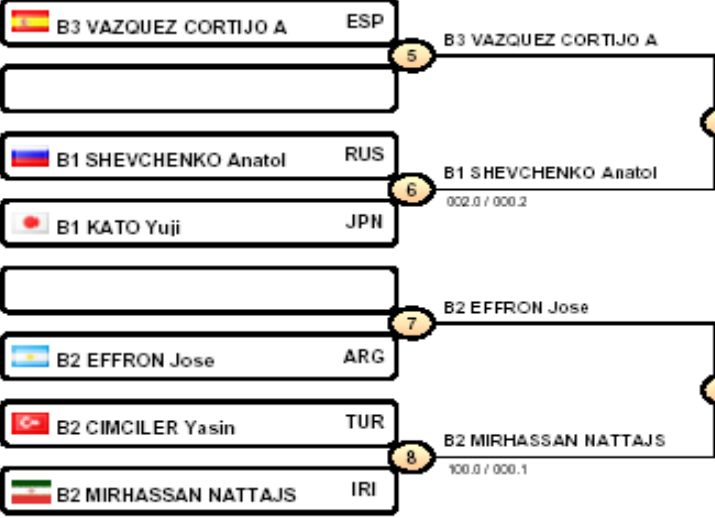 B3 VAZQUEZ CORTIJO A ESP
5
B3 VAZQUEZ CORTIJO A
B1 SHEVCHENKO Anatol RUS
6
B1 SHEVCHENKO Anatol
002.0 / 000.2
B1 KATO Yuji JPN
7
B2 EFFRON Jose
B2 EFFRON Jose ARG
B2 CIMCILER Yasin TUR
8
B2 MIRHASSAN NATTAJS
100.0 / 000.1
B2 MIRHASSAN NATTAJS IRI